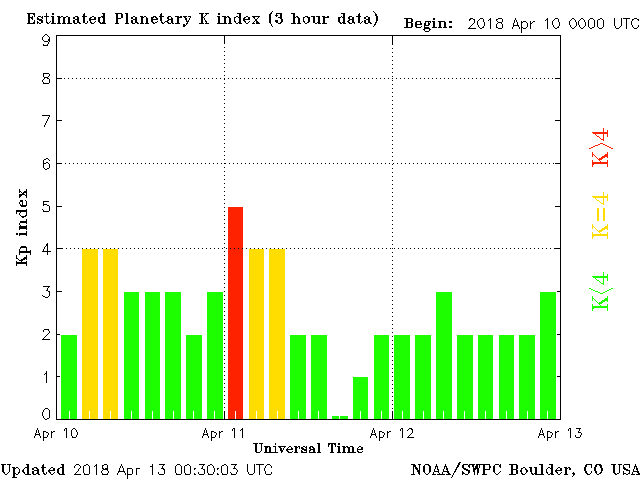 Estimated Planetary K index (3 hour data) Begin: 2018 Apr 10 0000 UTC
9
8
7
6
5
4
3
2
1
0
Kp index
K>4
K=4
K<4
Apr 10 Apr 11 Apr 12 Apr 13
Universal Time
Updated 2018 Apr 13 00:30:03 UTC NOAA/SWPC Boulder, CO USA